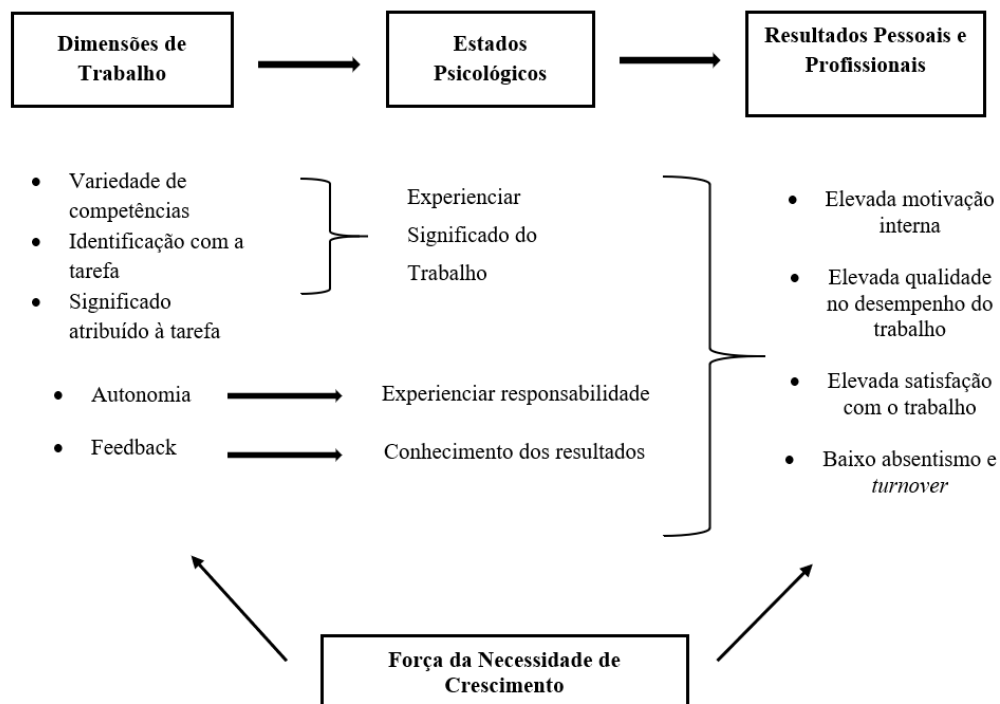 Dimensões de
Trabalho
Estados
Psicológicos
Resultados Pessoais e
Profissionais
• Variedade de
competências
• Identificação com a
tarefa
• Significado
atribuído à tarefa
Experienciar
Significado do
Trabalho
• Autonomia
Experienciar responsabilidade
• Feedback
Conhecimento dos resultados
• Elevada motivação
interna
• Elevada qualidade
no desempenho do
trabalho
• Elevada satisfação
com o trabalho
• Baixo absentismo e
turnover
Força da Necessidade de
Crescimento